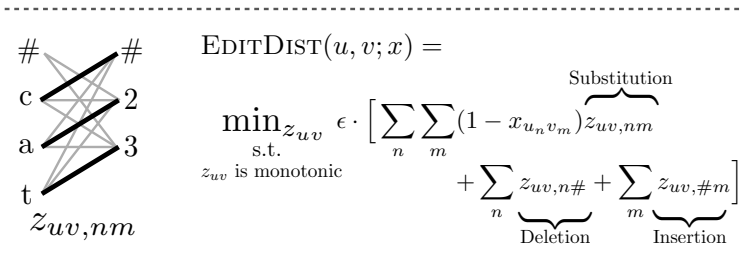 # #
c 2
a 3
t
z_{uv,nm}
EDITDIST(u, v; x) =
Substitution
min_{z_{uv}} ϵ · [ ∑_n ∑_m (1 − x_{u_n v_m}) z_{uv,nm}
s.t.
z_{uv} is monotonic
+ ∑_n z_{uv,n#} + ∑_m z_{uv,#m} ]
Deletion Insertion